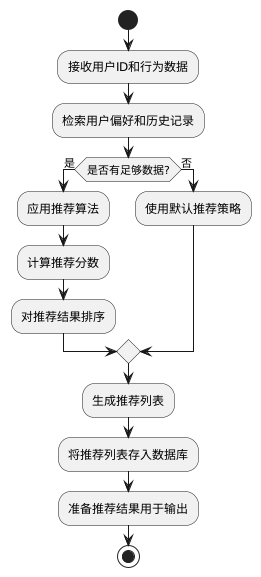 接收用户ID和行为数据
检索用户偏好和历史记录
是否有足够数据?
是
否
应用推荐算法
使用默认推荐策略
计算推荐分数
对推荐结果排序
生成推荐列表
将推荐列表存入数据库
准备推荐结果用于输出